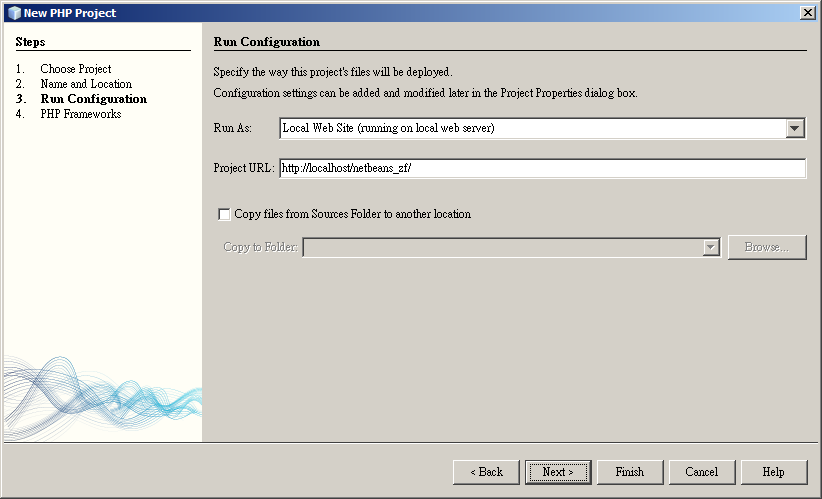 New PHP Project
Steps
1. Choose Project
2. Name and Location
3. Run Configuration
4. PHP Frameworks
Run Configuration
Specify the way this project's files will be deployed.
Configuration settings can be added and modified later in the Project Properties dialog box.
Run As: Local Web Site (running on local web server)
Project URL: http://localhost/netbeans_zf/
Copy files from Sources Folder to another location
Copy to Folder: Browse...
< Back Next > Finish Cancel Help